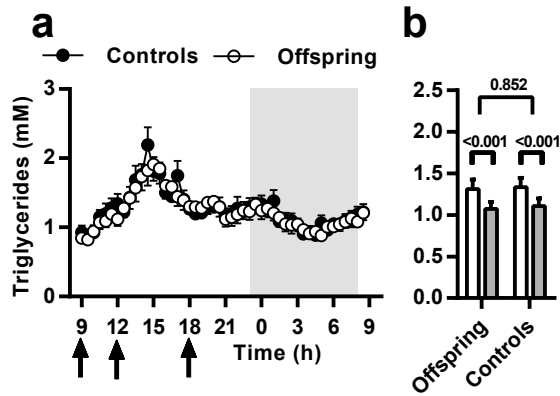 a
Controls
Offspring
Triglycerides (mM)
3
2
1
0
9 12 15 18 21 0 3 6 9
Time (h)
b
0.852
<0.001 <0.001
2.5
2.0
1.5
1.0
0.5
0.0
Offspring
Controls